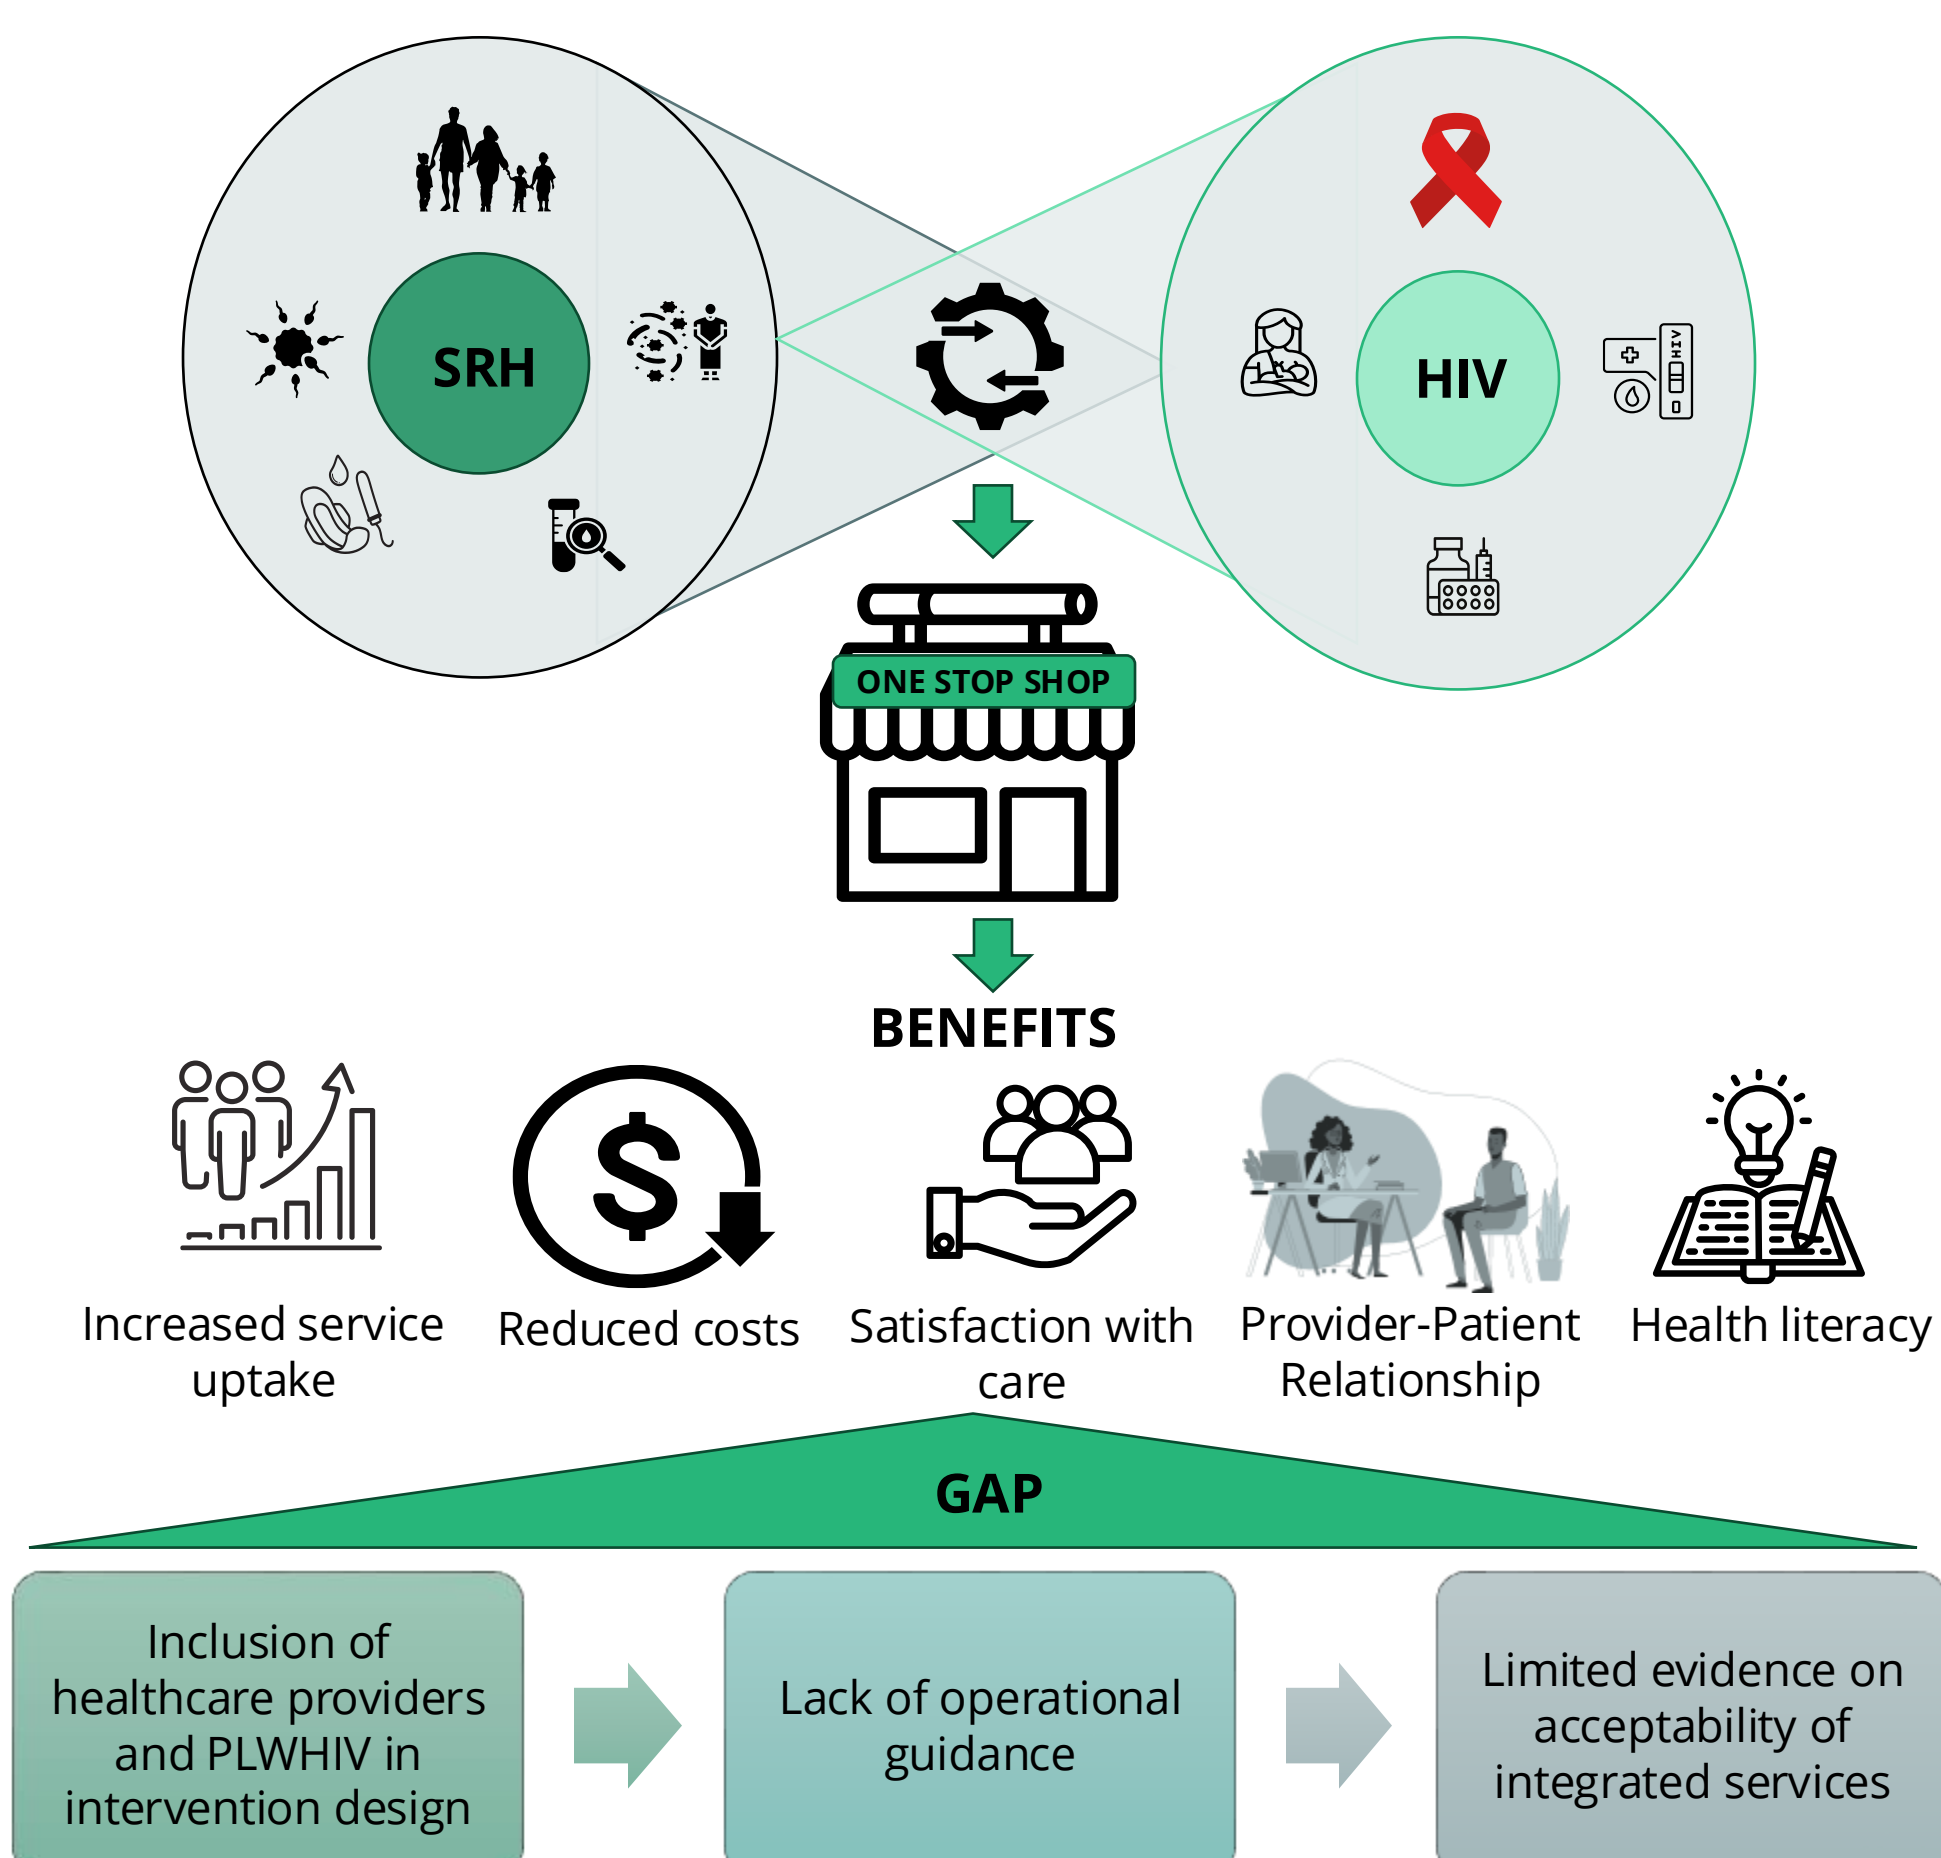 SRH
HIV
HIV
ONE STOP SHOP
BENEFITS
Increased service
uptake
Reduced costs
Satisfaction with
care
Provider-Patient
Relationship
Health literacy
GAP
Inclusion of
healthcare providers
and PLWHIV in
intervention design
Lack of operational
guidance
Limited evidence on
acceptability of
integrated services